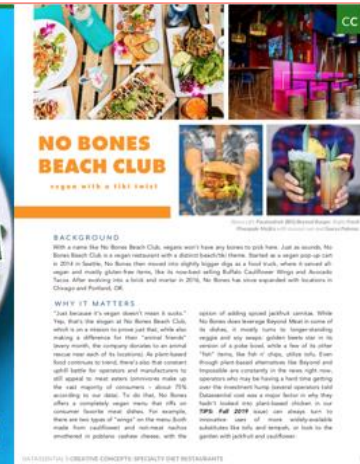 CC
NO BONES
BEACH CLUB
vegan with a tiki twist
BACKGROUND
With a name like No Bones Beach Club, vegans won't have any bones to pick here. Just as sounds, No
Bones Beach Club is a vegan restaurant with a distinct beach/tiki theme. Started as a vegan pop-up cart
in 2014 in Seattle, No Bones then moved into slightly bigger digs as a food truck, where it served all-
vegan and mostly gluten-free items, like its now-best selling Buffalo Cauliflower Wings and Avocado
Tacos. After evolving into a brick and mortar in 2016, No Bones has since expanded with locations in
Chicago and Portland, OR.
WHY IT MATTERS
"Just because it's vegan doesn't mean it sucks."
Yep, that's the slogan at No Bones Beach Club,
which is on a mission to prove just that, while also
making a difference for their "animal friends"
(every month, the company donates to an animal
rescue near each of its locations). As plant-based
food continues to trend, there's also that constant
uphill battle for operators and manufacturers to
still appeal to meat eaters (omnivores make up
the vast majority of consumers – about 75%
according to our data). To do that, No Bones
offers a completely vegan menu that riffs on
consumer favorite meat dishes. For example,
there are two types of "wings" on the menu (both
made from cauliflower) and not-meat nachos
smothered in poblano cashew cheese, with the
option of adding spiced jackfruit carnitas. While
No Bones does leverage Beyond Meat in some of
its dishes, it mostly turns to longer-standing
veggie and soy swaps: golden beets star in its
version of a poke bowl, while a few of its other
"fish" items, like fish n' chips, utilize tofu. Even
though plant-based alternatives like Beyond and
Impossible are constantly in the news right now,
operators who may be having a hard time getting
over the investment hump (several operators told
Datassential cost was a major factor in why they
hadn't looked into plant-based chicken in our
TIPS: Fall 2019 issue) can always turn to
innovative uses of more widely-available
substitutes like tofu and tempeh, or look to the
garden with jackfruit and cauliflower.
DATASSENTIAL'S CREATIVE CONCEPTS: SPECIALTY DIET RESTAURANTS